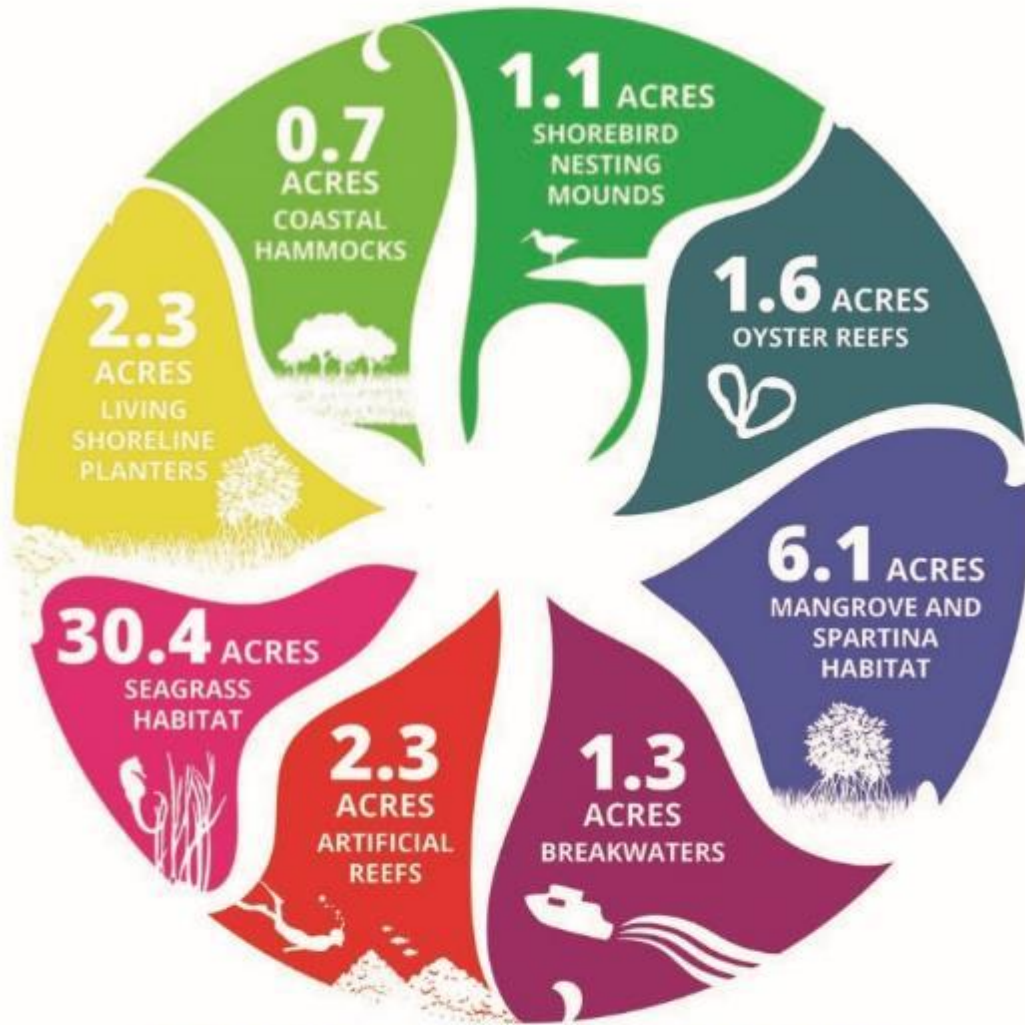 0.7
ACRES
COASTAL
HAMMOCKS
1.1 ACRES
SHOREBIRD
NESTING
MOUNDS
1.6 ACRES
OYSTER REEFS
6.1 ACRES
MANGROVE AND
SPARTINA
HABITAT
1.3
ACRES
BREAKWATERS
2.3
ACRES
ARTIFICIAL
REEFS
30.4 ACRES
SEAGRASS
HABITAT
2.3
ACRES
LIVING
SHORELINE
PLANTERS